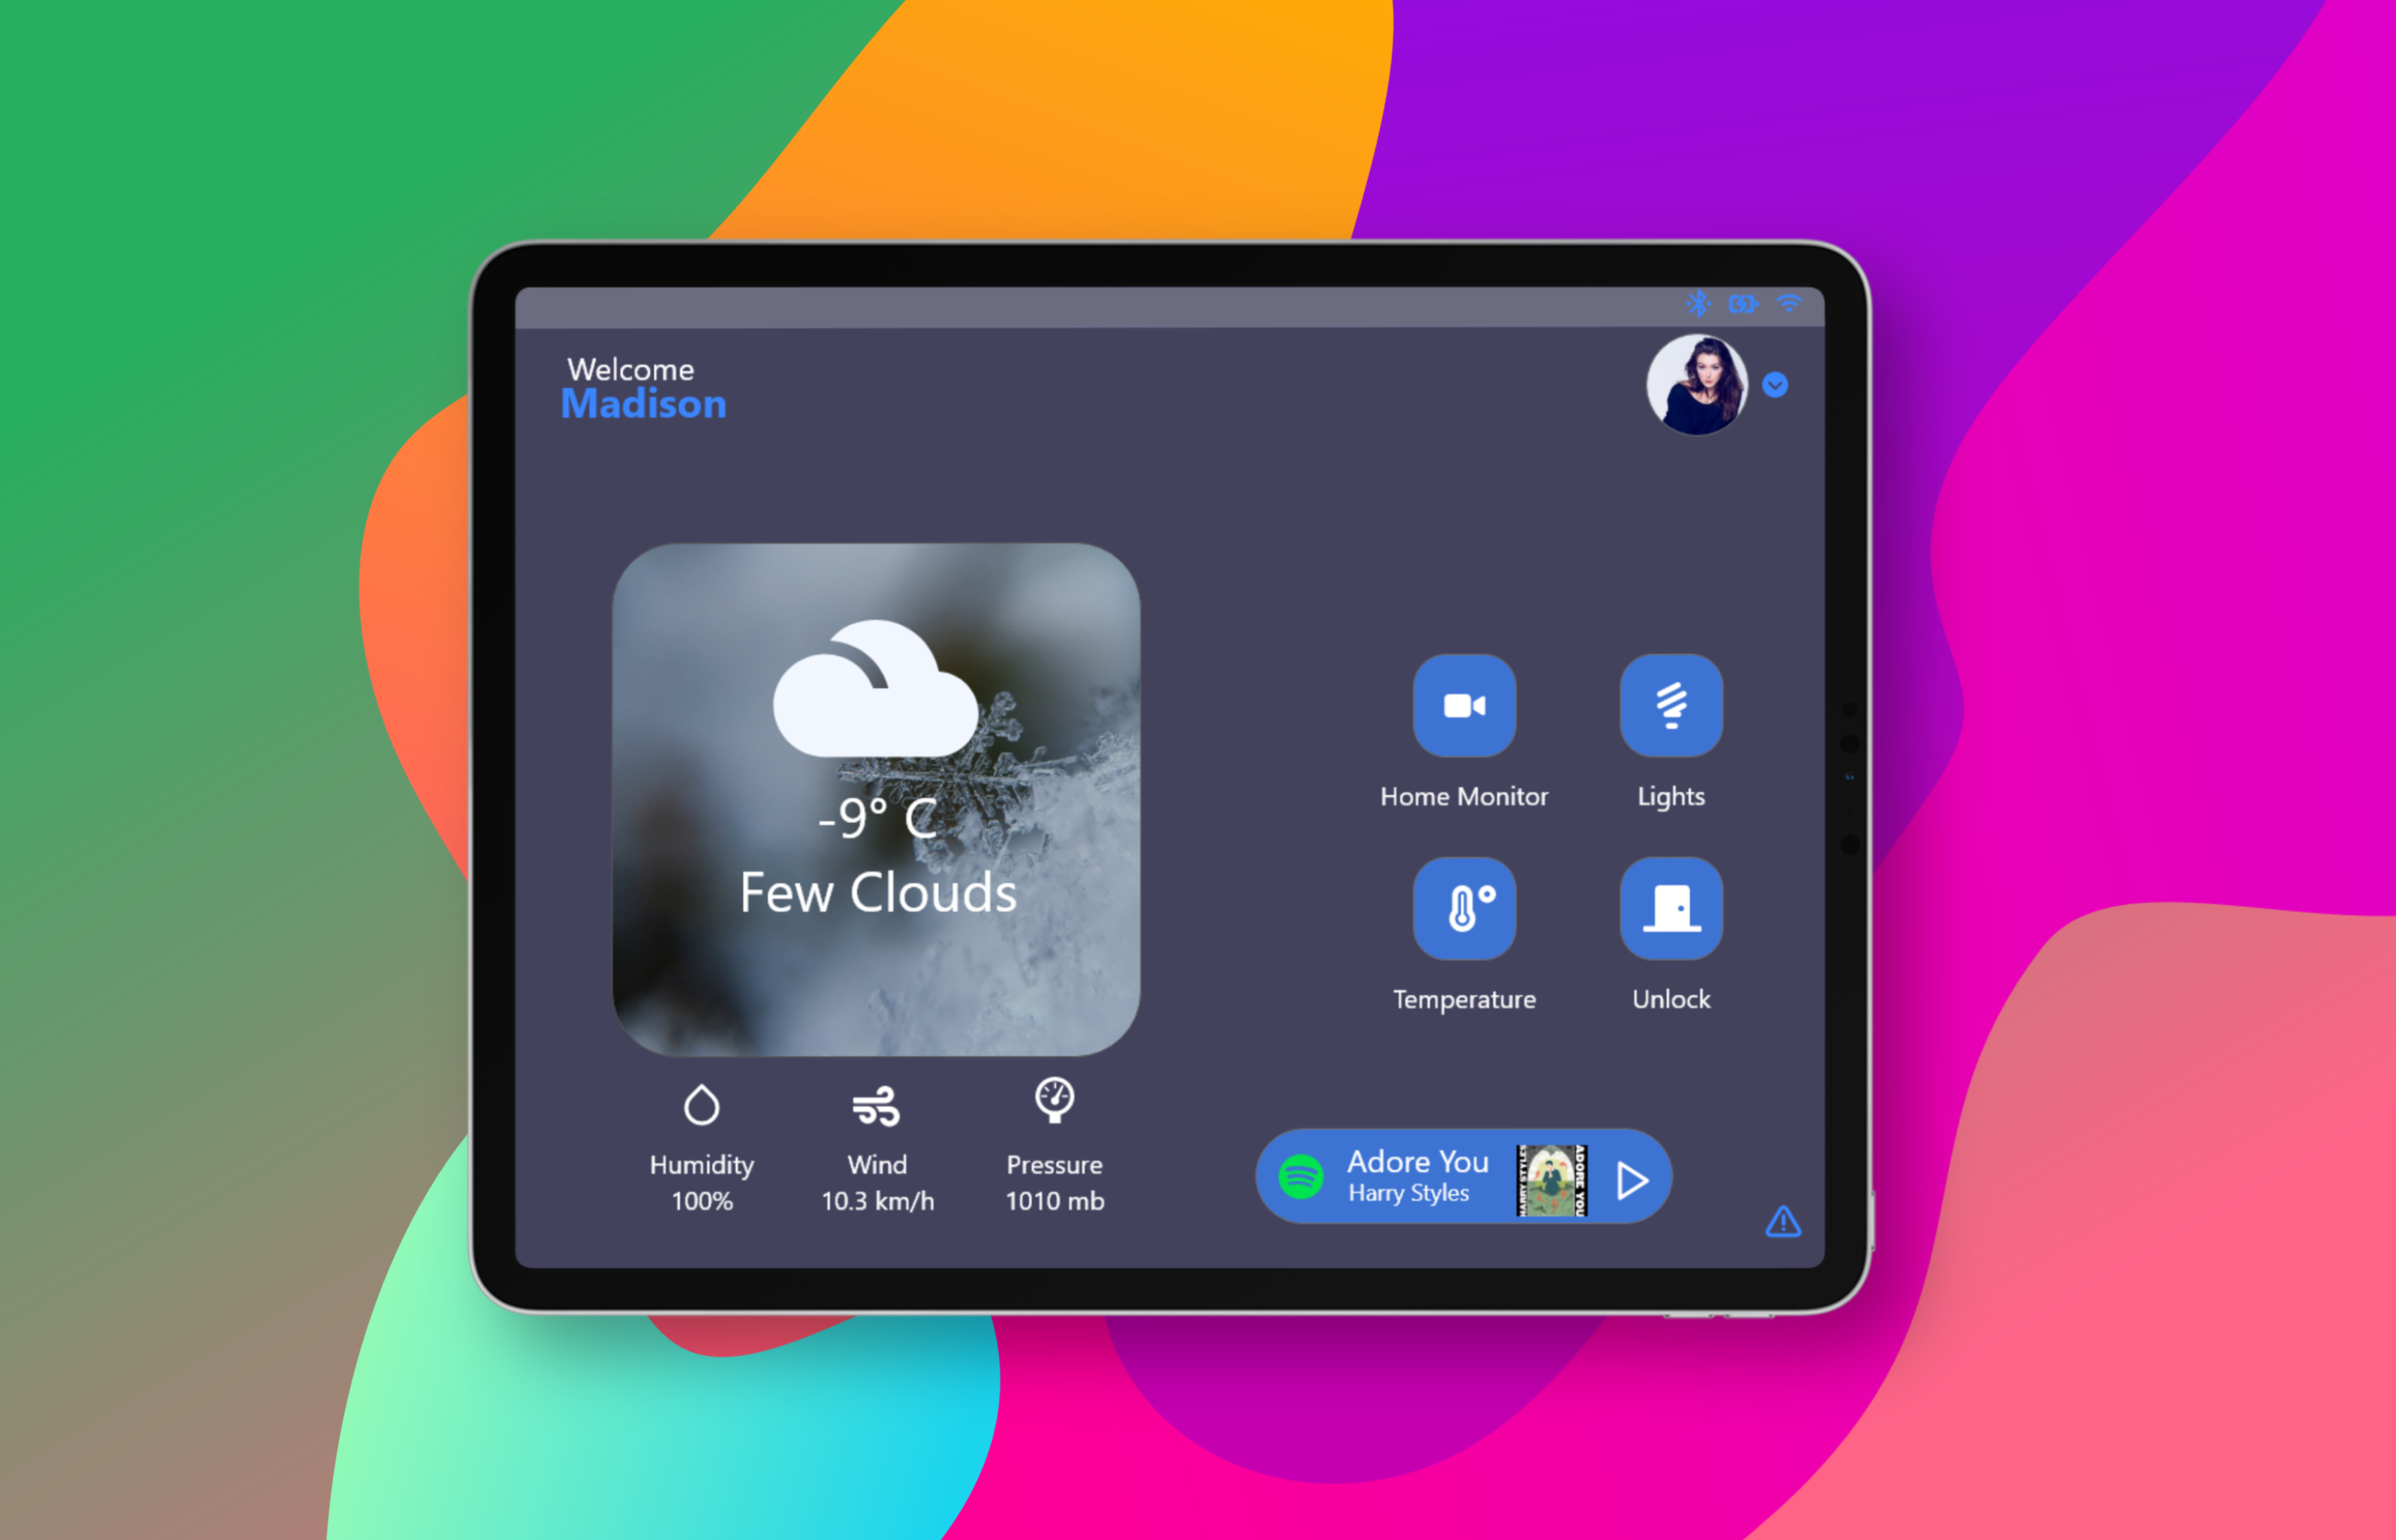 Welcome
Madison
-9° C
Few Clouds
Home Monitor
Lights
Temperature
Unlock
Humidity
100%
Wind
10.3 km/h
Pressure
1010 mb
Adore You
Harry Styles
HARRY STYLES
ADORE YOU